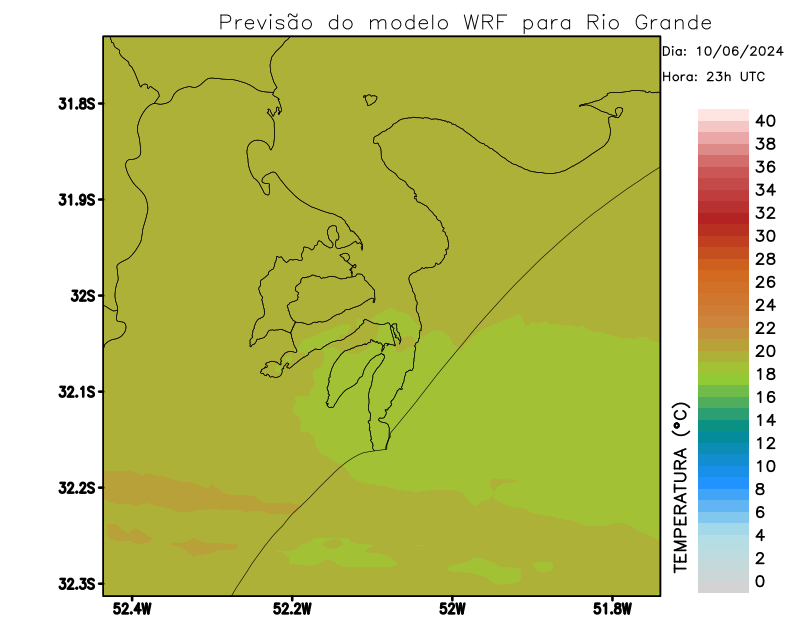 Previsão do modelo WRF para Rio Grande
Dia: 10/06/2024
Hora: 23h UTC
31.8S
31.9S
32S
32.1S
32.2S
32.3S
52.4W
52.2W
52W
51.8W
TEMPERATURA (°C)
40
38
36
34
32
30
28
26
24
22
20
18
16
14
12
10
8
6
4
2
0